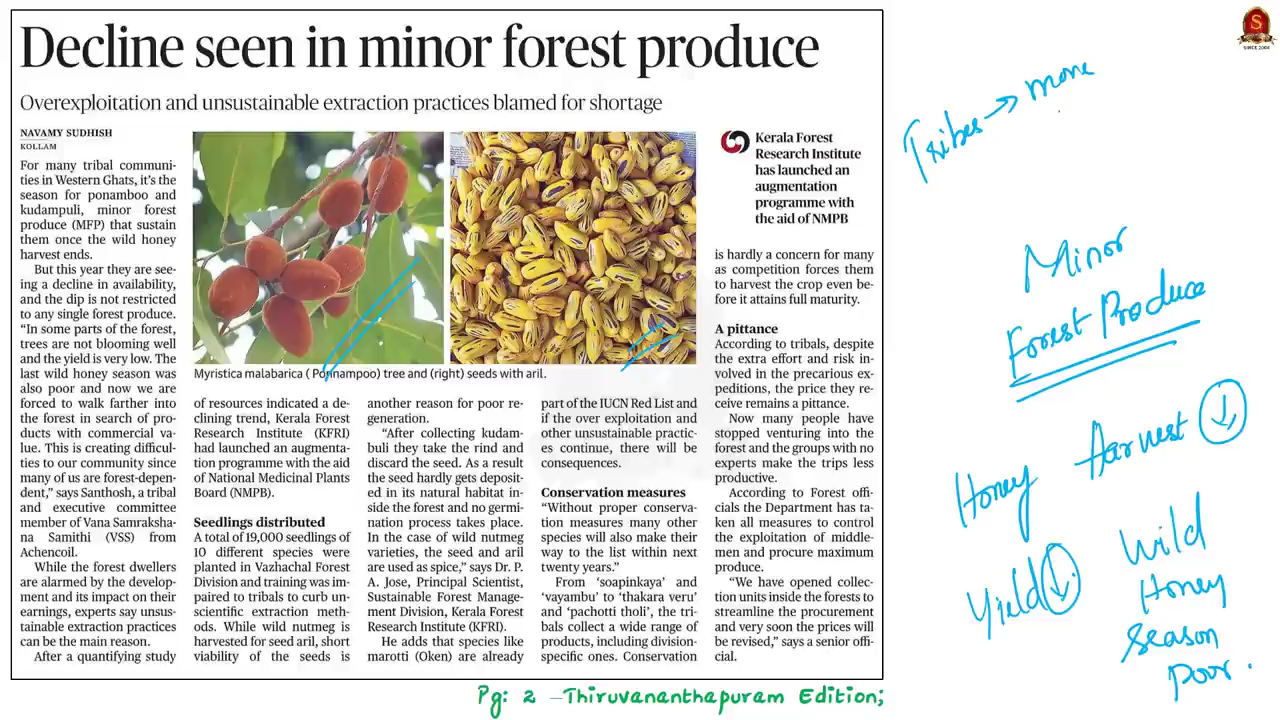 Decline seen in minor forest produce
Overexploitation and unsustainable extraction practices blamed for shortage
NAVAMY SUDHISH
KOLLAM
For many tribal communi-
ties in Western Ghats, it's the
season for ponamboo and
kudampuli, minor forest
produce (MFP) that sustain
them once the wild honey
harvest ends.
But this year they are see-
ing a decline in availability,
and the dip is not restricted
to any single forest produce.
"In some parts of the forest,
trees are not blooming well
and the yield is very low. The
last wild honey season was
also poor and now we are
forced to walk farther into
the forest in search of pro-
ducts with commercial va-
lue. This is creating difficul-
ties to our community since
many of us are forest-depen-
dent," says Santhosh, a tribal
and executive committee
member of Vana Samraksha-
na Samithi (VSS) from
Achencoil.
While the forest dwellers
are alarmed by the develop-
ment and its impact on their
earnings, experts say unsus-
tainable extraction practices
can be the main reason.
After a quantifying study
Myristica malabarica ( Ponnampoo) tree and (right) seeds with aril.
of resources indicated a de-
clining trend, Kerala Forest
Research Institute (KFRI)
had launched an augmenta-
tion programme with the aid
of National Medicinal Plants
Board (NMPB).
Seedlings distributed
A total of 19,000 seedlings of
10 different species were
planted in Vazhachal Forest
Division and training was im-
parted to tribals to curb un-
scientific extraction meth-
ods. While wild nutmeg is
harvested for seed aril, short
viability of the seeds is
another reason for poor re-
generation.
"After collecting kudam-
buli they take the rind and
discard the seed. As a result
the seed hardly gets deposit-
ed in its natural habitat in-
side the forest and no germi-
nation process takes place.
In the case of wild nutmeg
varieties, the seed and aril
are used as spice," says Dr. P.
A. Jose, Principal Scientist,
Sustainable Forest Manage-
ment Division, Kerala Forest
Research Institute (KFRI).
He adds that species like
marotti (Oken) are already
part of the IUCN Red List and
if the over exploitation and
other unsustainable practic-
es continue, there will be
consequences.
Conservation measures
"Without proper conserva-
tion measures many other
species will also make their
way to the list within next
twenty years."
From 'soapinkaya' and
'vayambu' to 'thakara veru'
and 'pachotti tholi', the tri-
bals collect a wide range of
products, including division-
specific ones. Conservation
Kerala Forest
Research Institute
has launched an
augmentation
programme with
the aid of NMPB
is hardly a concern for many
as competition forces them
to harvest the crop even be-
fore it attains full maturity.
A pittance
According to tribals, despite
the extra effort and risk in-
volved in the precarious ex-
peditions, the price they re-
ceive remains a pittance.
Now many people have
stopped venturing into the
forest and the groups with no
experts make the trips less
productive.
According to Forest offi-
cials the Department has ta-
ken all measures to control
the exploitation of middle-
men and procure maximum
produce.
"We have opened collec-
tion units inside the forests to
streamline the procurement
and very soon the prices will
be revised," says a senior offi-
cial.
S
SINCE 2004
Tribes → more
Minor
Forest Produce
Honey Harvest ↓
Yield ↓
Wild
Honey
Season
Poor.
Pg: 2 – Thiruvananthapuram Edition;